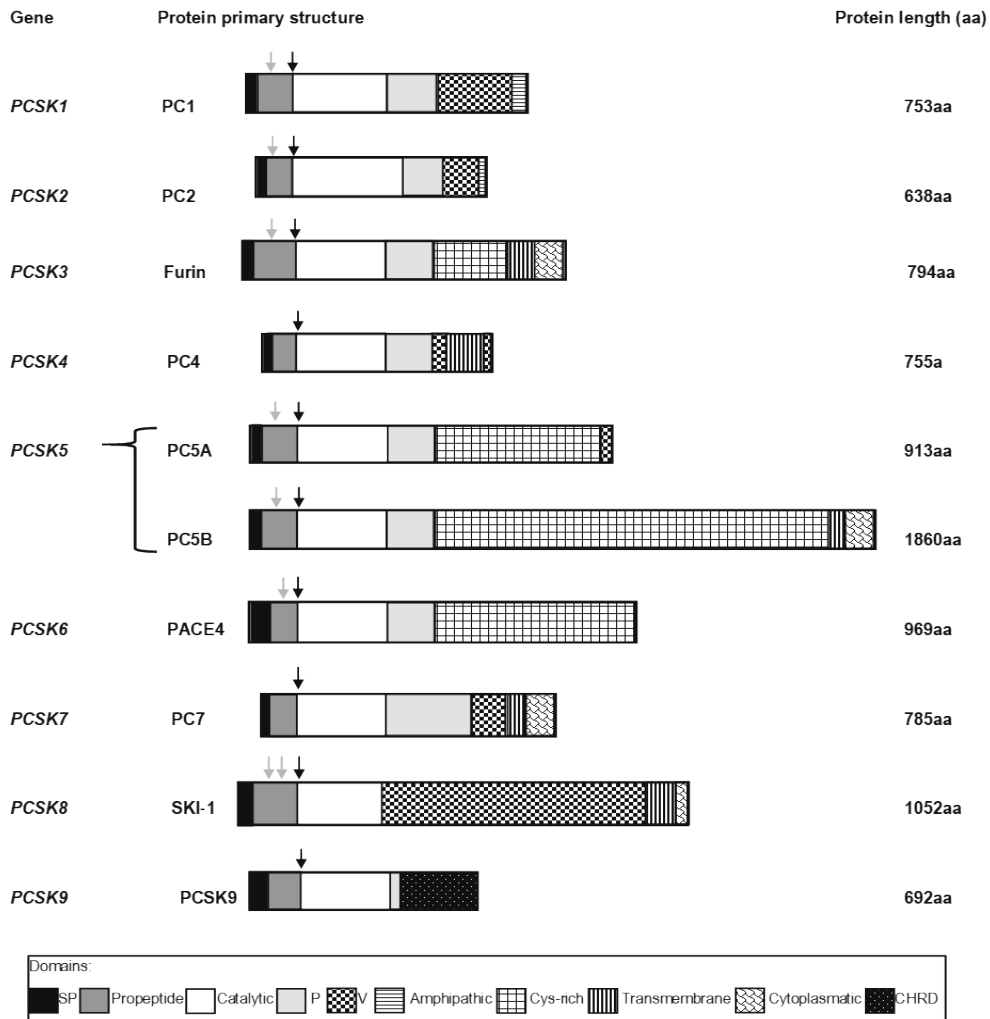 Gene Protein primary structure Protein length (aa)
PCSK1 PC1 753aa
PCSK2 PC2 638aa
PCSK3 Furin 794aa
PCSK4 PC4 755a
PCSK5 PC5A 913aa
PC5B 1860aa
PCSK6 PACE4 969aa
PCSK7 PC7 785aa
PCSK8 SKI-1 1052aa
PCSK9 PCSK9 692aa
Domains:
SP Propeptide Catalytic P V Amphipathic Cys-rich Transmembrane Cytoplasmatic CHRD